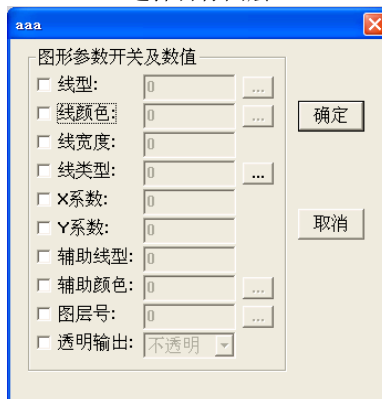 aaa
图形参数开关及数值
线型: 0 ...
线颜色: 0 ...
确定
线宽度: 0
线类型: 0 ...
X系数: 0
Y系数: 0
取消
辅助线型: 0
辅助颜色: 0 ...
图层号: 0 ...
透明输出: 不透明